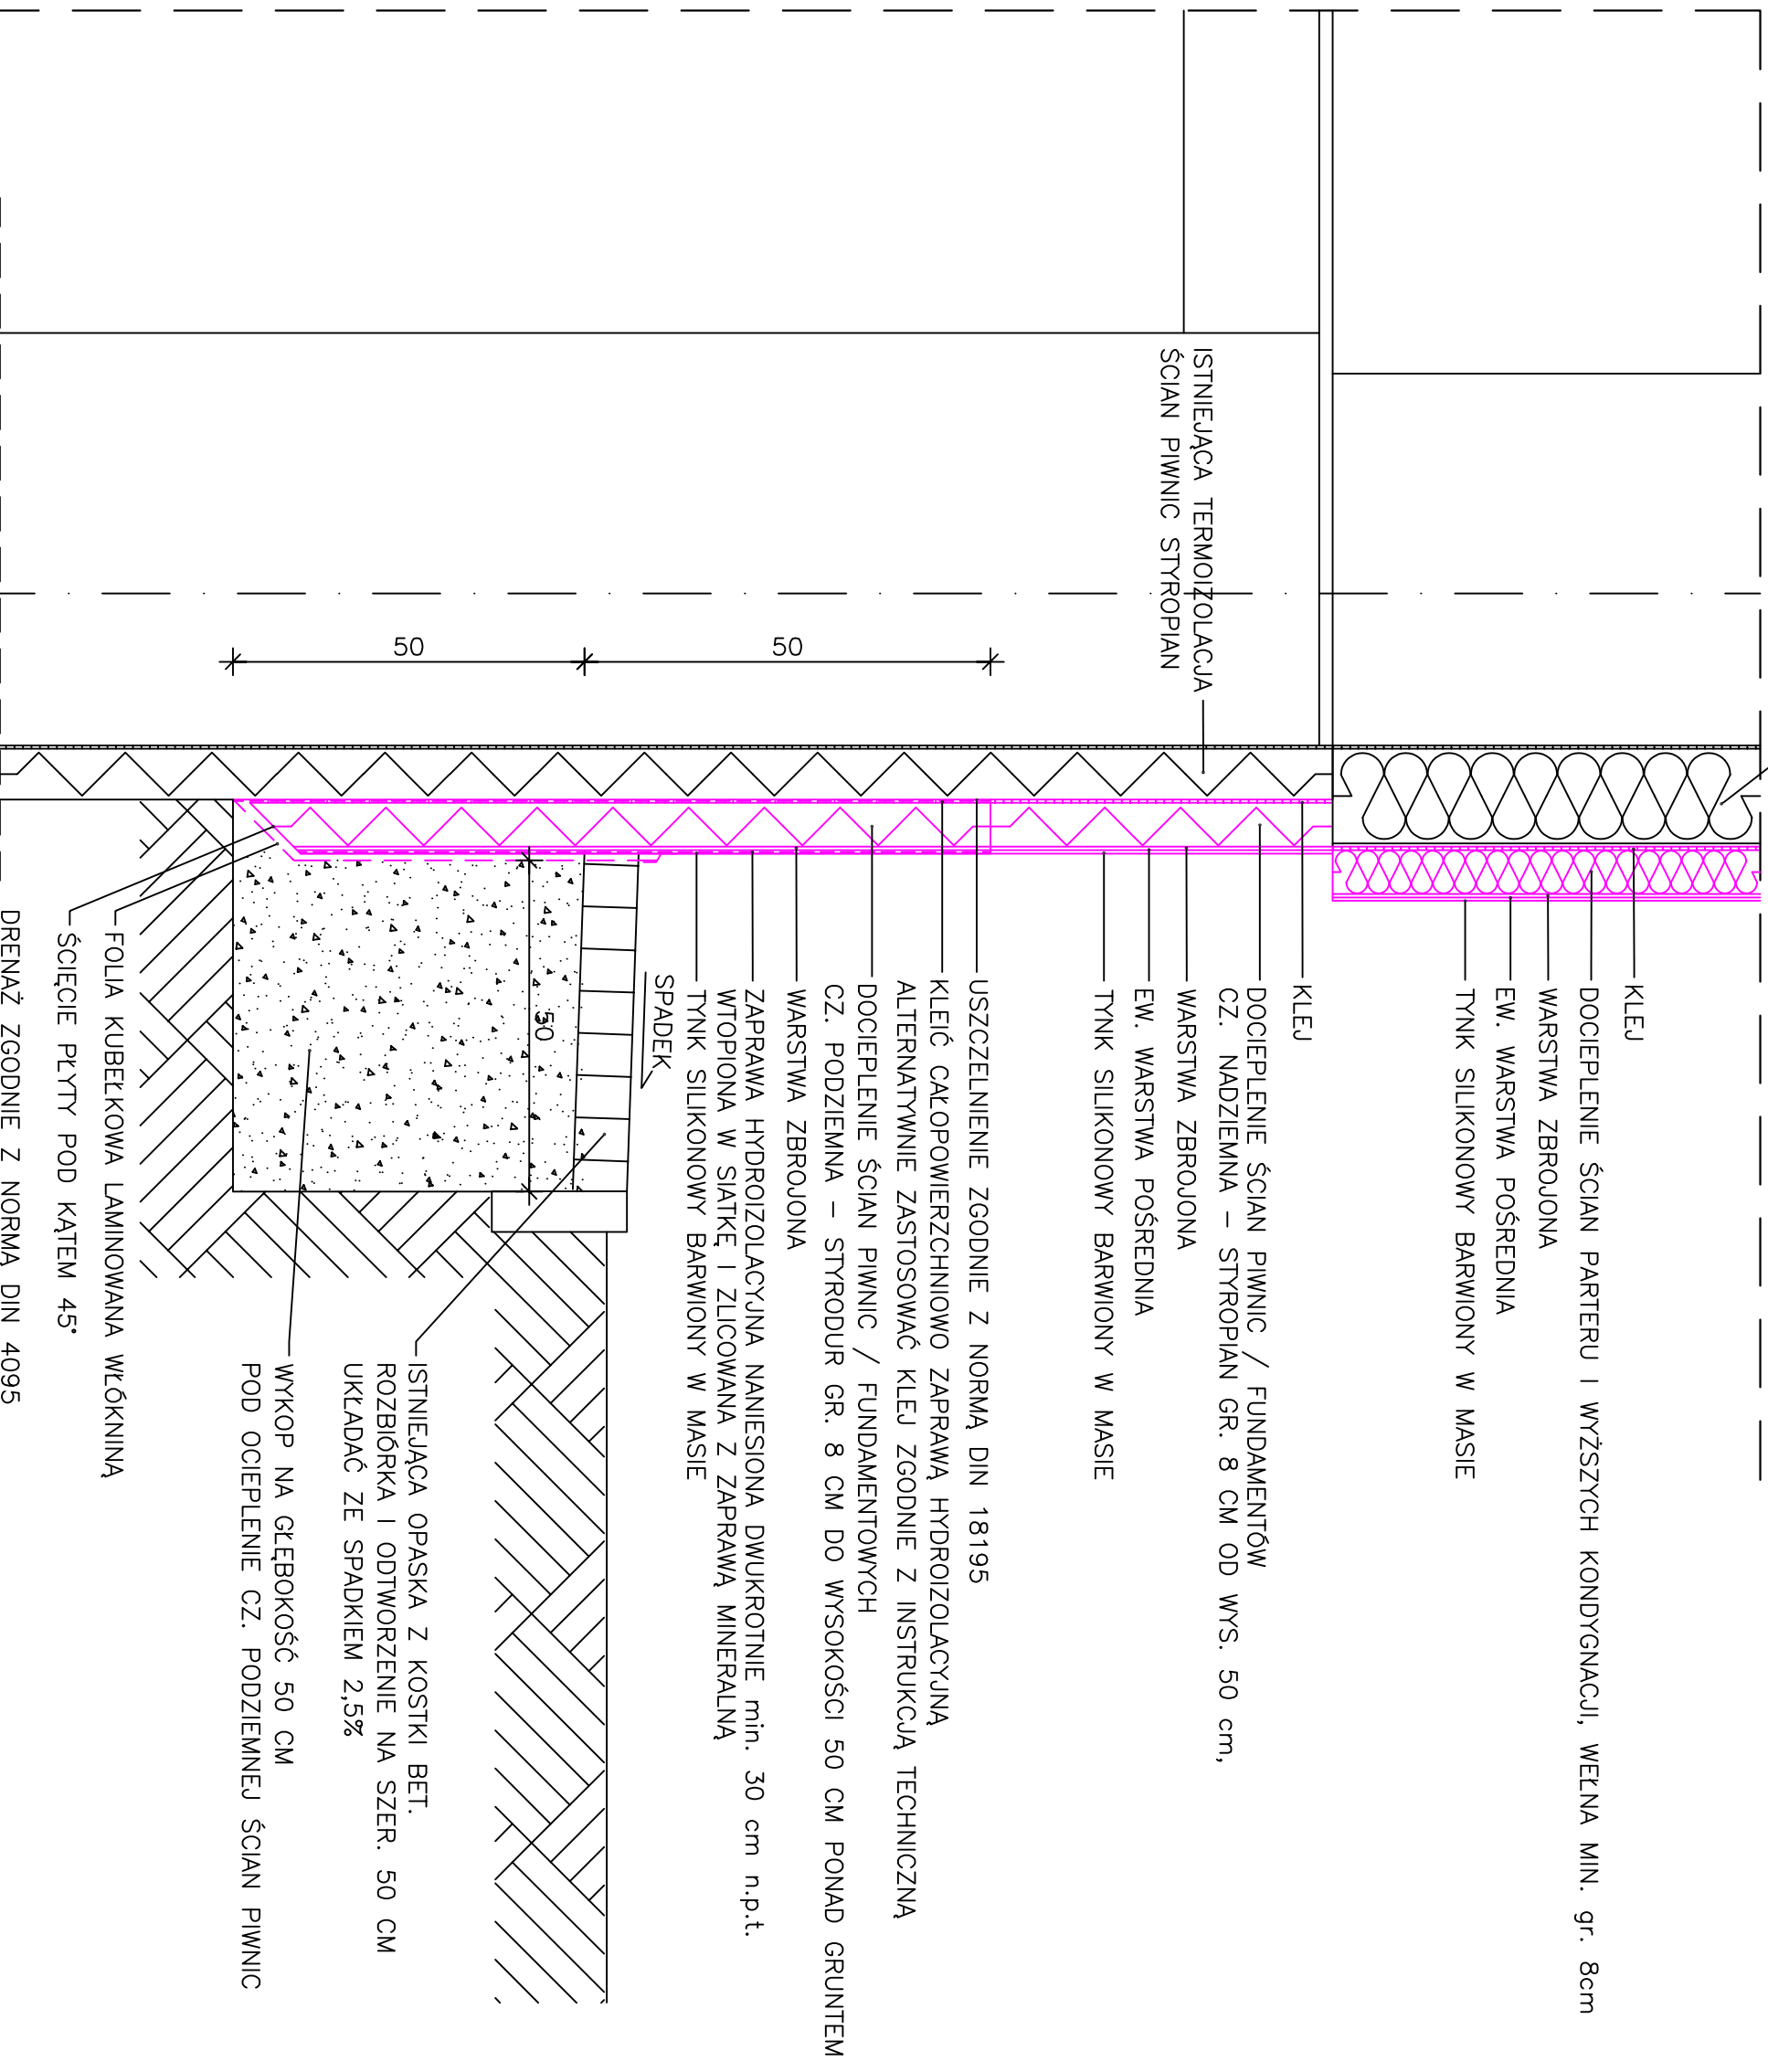 KLEJ
DOCIEPLENIE ŚCIAN PARTERU I WYŻSZYCH KONDYGNACJI, WEŁNA MIN. gr. 8cm
WARSTWA ZBROJONA
EW. WARSTWA POŚREDNIA
TYNK SILIKONOWY BARWIONY W MASIE
KLEJ
DOCIEPLENIE ŚCIAN PIWNIC / FUNDAMENTÓW
CZ. NADZIEMNA – STYROPIAN GR. 8 CM OD WYS. 50 cm,
WARSTWA ZBROJONA
EW. WARSTWA POŚREDNIA
TYNK SILIKONOWY BARWIONY W MASIE
ISTNIEJĄCA TERMOIZOLACJA
ŚCIAN PIWNIC STYROPIAN
USZCZELNIENIE ZGODNIE Z NORMĄ DIN 18195
KLEIĆ CAŁOPOWIERZCHNIOWO ZAPRAWĄ HYDROIZOLACYJNĄ
ALTERNATYWNIE ZASTOSOWAĆ KLEJ ZGODNIE Z INSTRUKCJĄ TECHNICZNĄ
DOCIEPLENIE ŚCIAN PIWNIC / FUNDAMENTOWYCH
CZ. PODZIEMNA – STYRODUR GR. 8 CM DO WYSOKOŚCI 50 CM PONAD GRUNTEM
WARSTWA ZBROJONA
ZAPRAWA HYDROIZOLACYJNA NANIESIONA DWUKROTNIE min. 30 cm n.p.t.
WTOPIONA W SIATKĘ I ZLICOWANA Z ZAPRAWĄ MINERALNĄ
TYNK SILIKONOWY BARWIONY W MASIE
50
50
SPADEK
50
ISTNIEJĄCA OPASKA Z KOSTKI BET.
ROZBIÓRKA I ODTWORZENIE NA SZER. 50 CM
UKŁADAĆ ZE SPADKIEM 2,5%
WYKOP NA GŁĘBOKOŚĆ 50 CM
POD OCIEPLENIE CZ. PODZIEMNEJ ŚCIAN PIWNIC
FOLIA KUBEŁKOWA LAMINOWANA WŁÓKNINĄ
ŚCIĘCIE PŁYTY POD KĄTEM 45°
DRENAŻ ZGODNIE Z NORMĄ DIN 4095